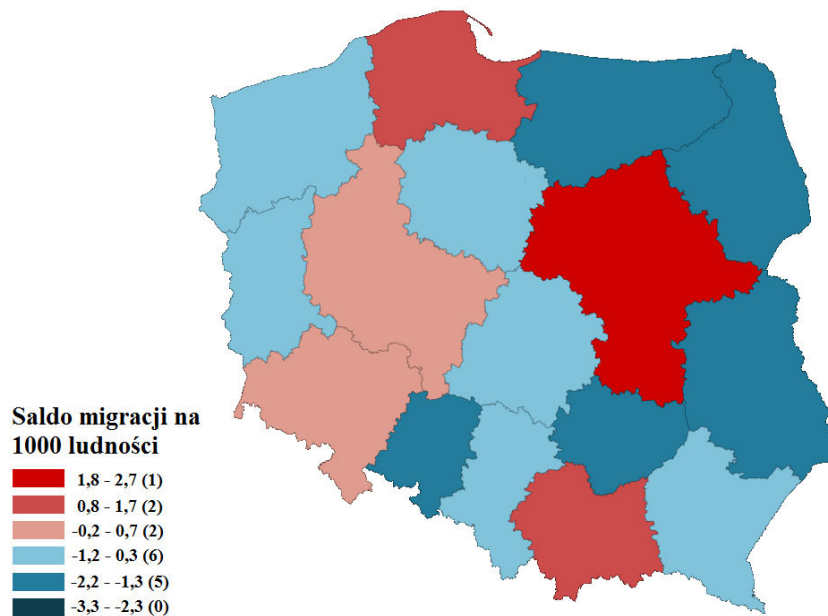 Saldo migracji na
1000 ludności
1,8 - 2,7 (1)
0,8 - 1,7 (2)
-0,2 - 0,7 (2)
-1,2 - 0,3 (6)
-2,2 - -1,3 (5)
-3,3 - -2,3 (0)